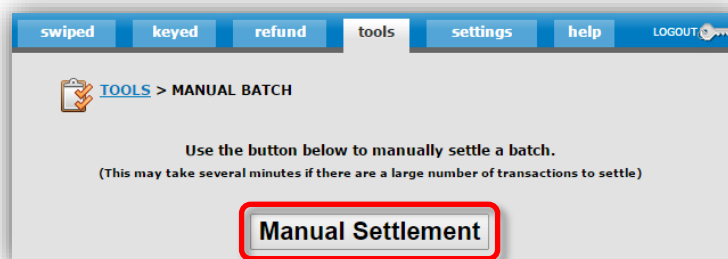 swiped keyed refund tools settings help LOGOUT
TOOLS > MANUAL BATCH
Use the button below to manually settle a batch.
(This may take several minutes if there are a large number of transactions to settle)
Manual Settlement